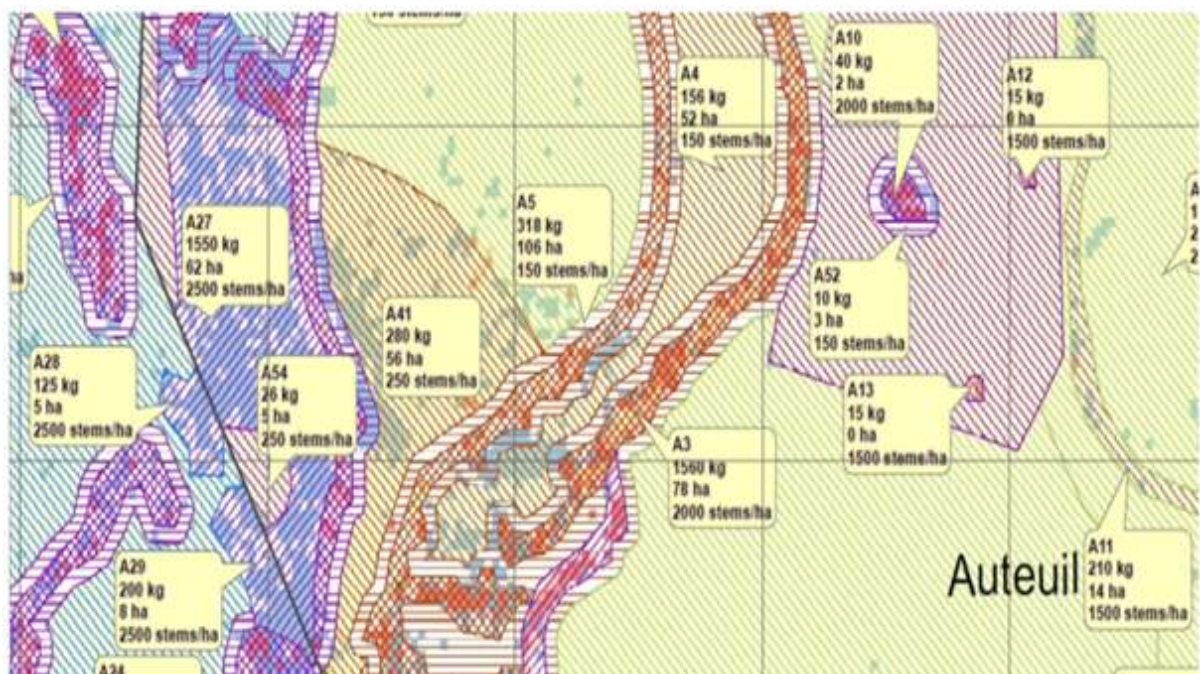 150 stems/ha
A10
40 kg
2 ha
2000 stems/ha
A4
156 kg
52 ha
150 stems/ha
A12
15 kg
0 ha
1500 stems/ha
A5
318 kg
106 ha
150 stems/ha
A27
1550 kg
62 ha
2500 stems/ha
A52
10 kg
3 ha
150 stems/ha
A41
280 kg
56 ha
250 stems/ha
A28
125 kg
5 ha
2500 stems/ha
A54
26 kg
5 ha
250 stems/ha
A13
15 kg
0 ha
1500 stems/ha
A3
1560 kg
78 ha
2000 stems/ha
Auteuil
A11
210 kg
14 ha
1500 stems/ha
A29
200 kg
8 ha
2500 stems/ha